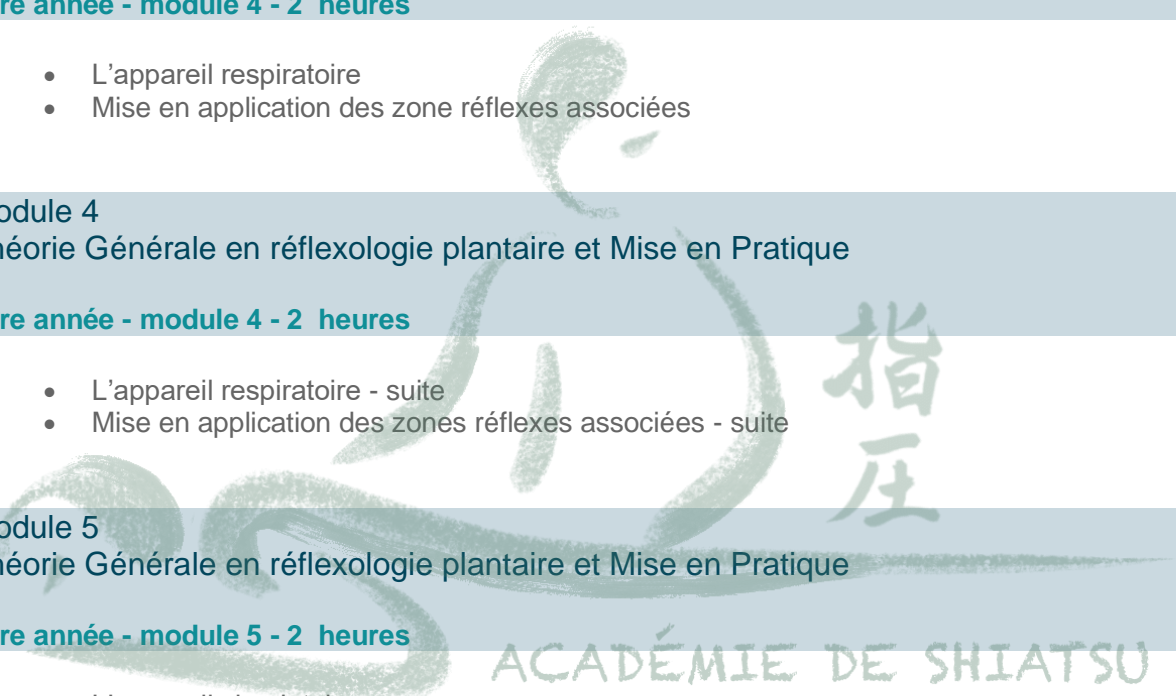 re année - module 4 - 2 heures
L'appareil respiratoire
Mise en application des zone réflexes associées
odule 4
héorie Générale en réflexologie plantaire et Mise en Pratique
re année - module 4 - 2 heures
L'appareil respiratoire - suite
Mise en application des zones réflexes associées - suite
指
圧
odule 5
héorie Générale en réflexologie plantaire et Mise en Pratique
re année - module 5 - 2 heures
ACADÉMIE DE SHIATSU